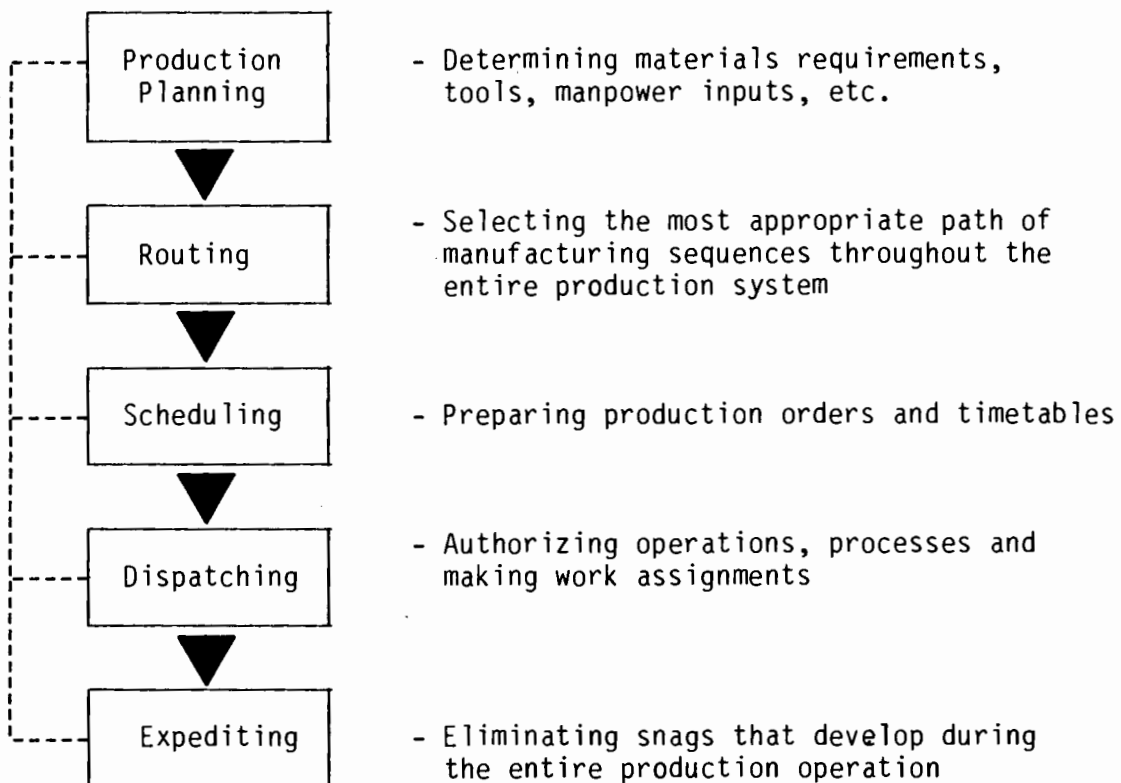 Production
Planning
- Determining materials requirements,
tools, manpower inputs, etc.
Routing
- Selecting the most appropriate path of
manufacturing sequences throughout the
entire production system
Scheduling
- Preparing production orders and timetables
Dispatching
- Authorizing operations, processes and
making work assignments
Expediting
- Eliminating snags that develop during
the entire production operation